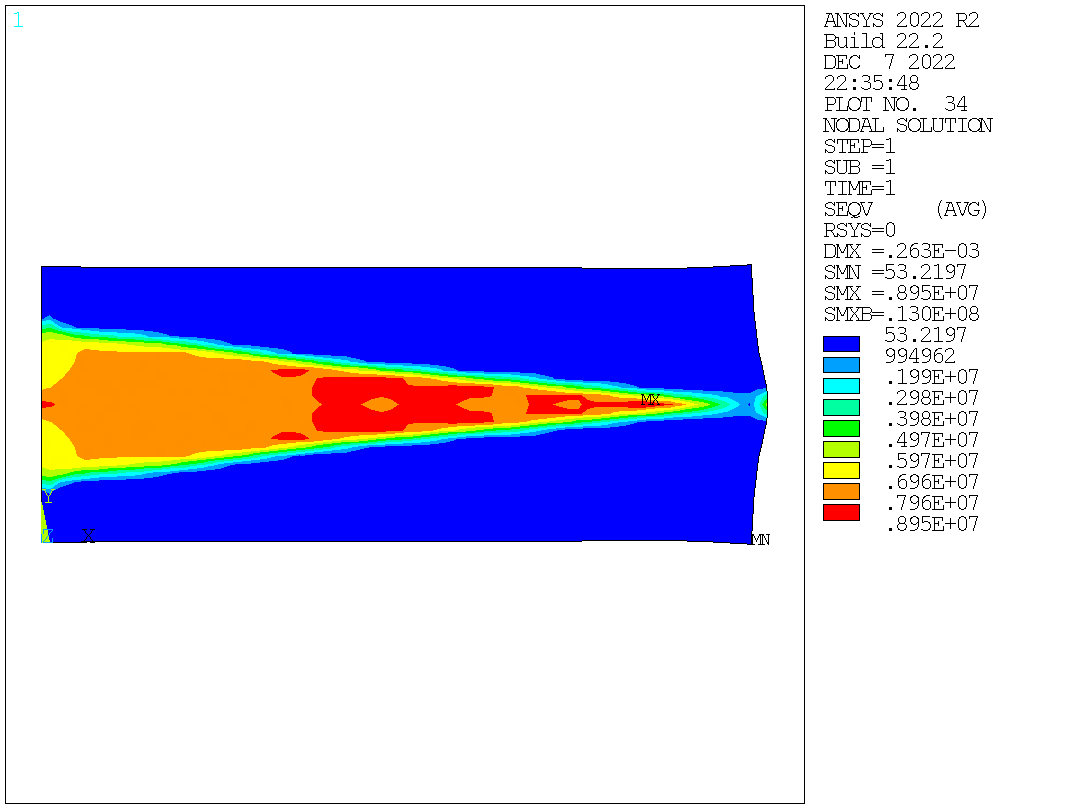 1
ANSYS 2022 R2
Build 22.2
DEC  7 2022
22:35:48
PLOT NO.  34
NODAL SOLUTION
STEP=1
SUB =1
TIME=1
SEQV     (AVG)
RSYS=0
DMX =.263E-03
SMN =53.2197
SMX =.895E+07
SMXB=.130E+08
53.2197
994962
.199E+07
.298E+07
.398E+07
.497E+07
.597E+07
.696E+07
.796E+07
.895E+07
MX
Y
Z X
MN